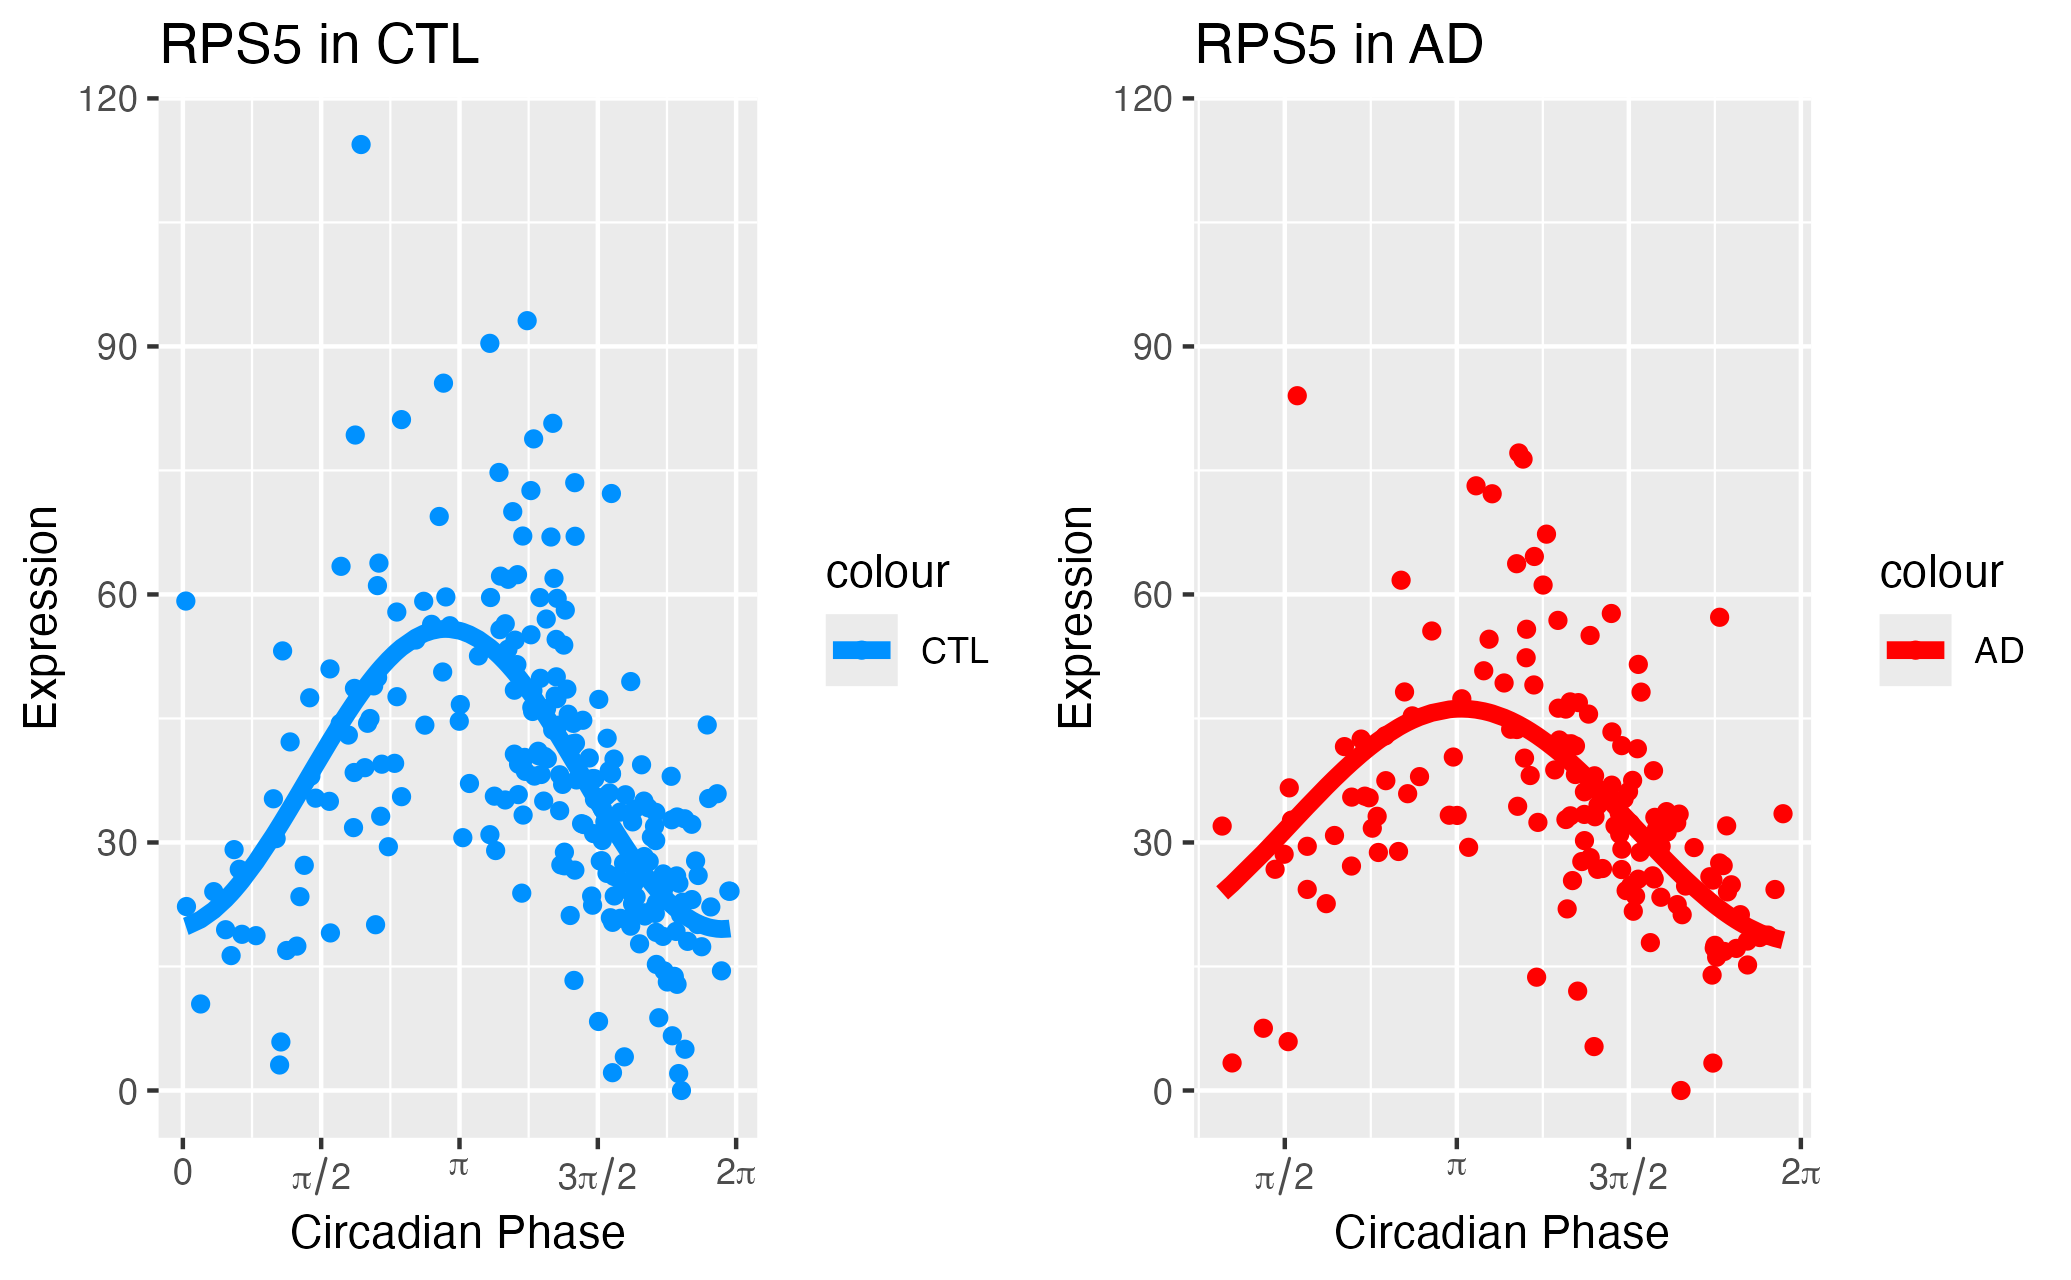 RPS5 in CTL
120
90
60
30
0
Expression
0
π/2
π
3π/2
2π
Circadian Phase
colour
CTL
RPS5 in AD
120
90
60
30
0
Expression
π/2
π
3π/2
2π
Circadian Phase
colour
AD